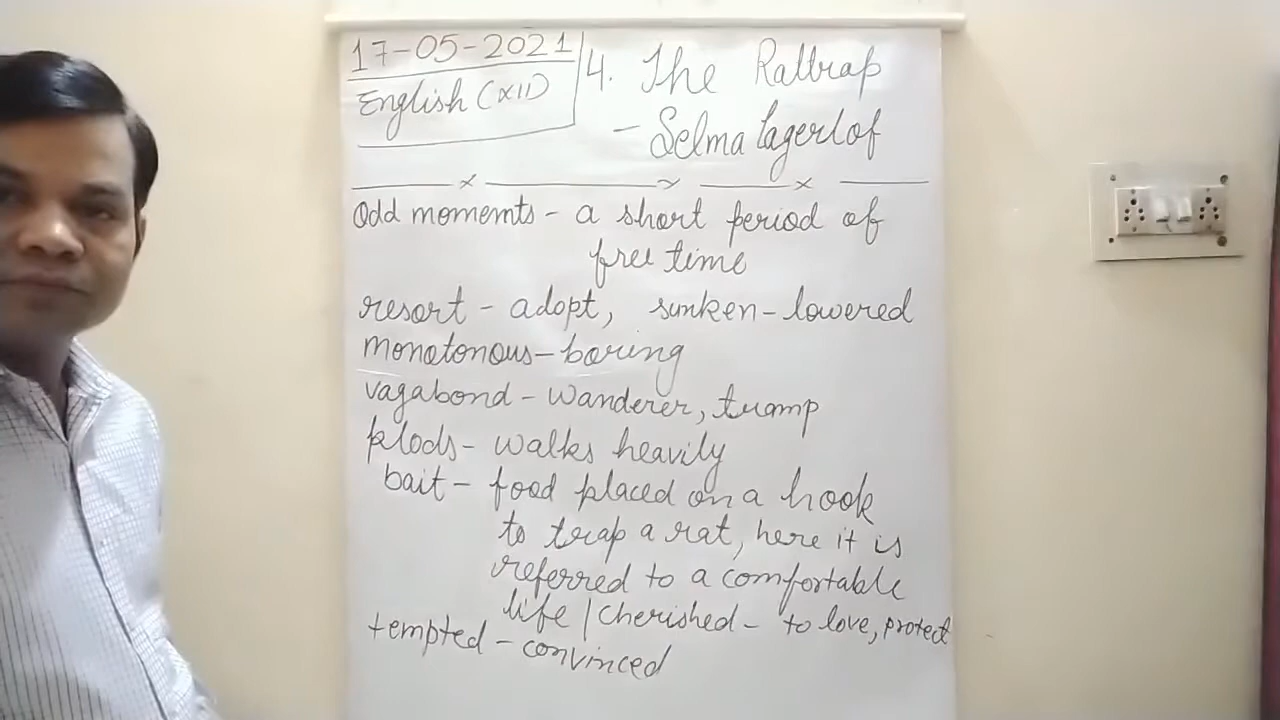 17-05-2021
English (XII)
4. The Rattrap
- Selma Lagerlof
Odd moments - a short period of
free time
resort - adopt, sunken - lowered
monotonous - boring
vagabond - wanderer, tramp
plods - walks heavily
bait - food placed on a hook
to trap a rat, here it is
referred to a comfortable
life / Cherished - to love, protect
tempted - convinced